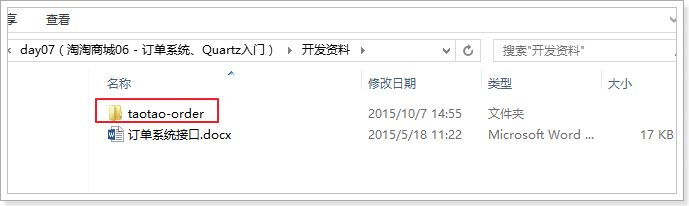 享 查看
day07（淘淘商城06 - 订单系统、Quartz入门） 开发资料 搜索"开发资料"
名称 修改日期 类型 大小
taotao-order 2015/10/7 14:55 文件夹
订单系统接口.docx 2015/5/18 11:22 Microsoft Word ... 17 KB